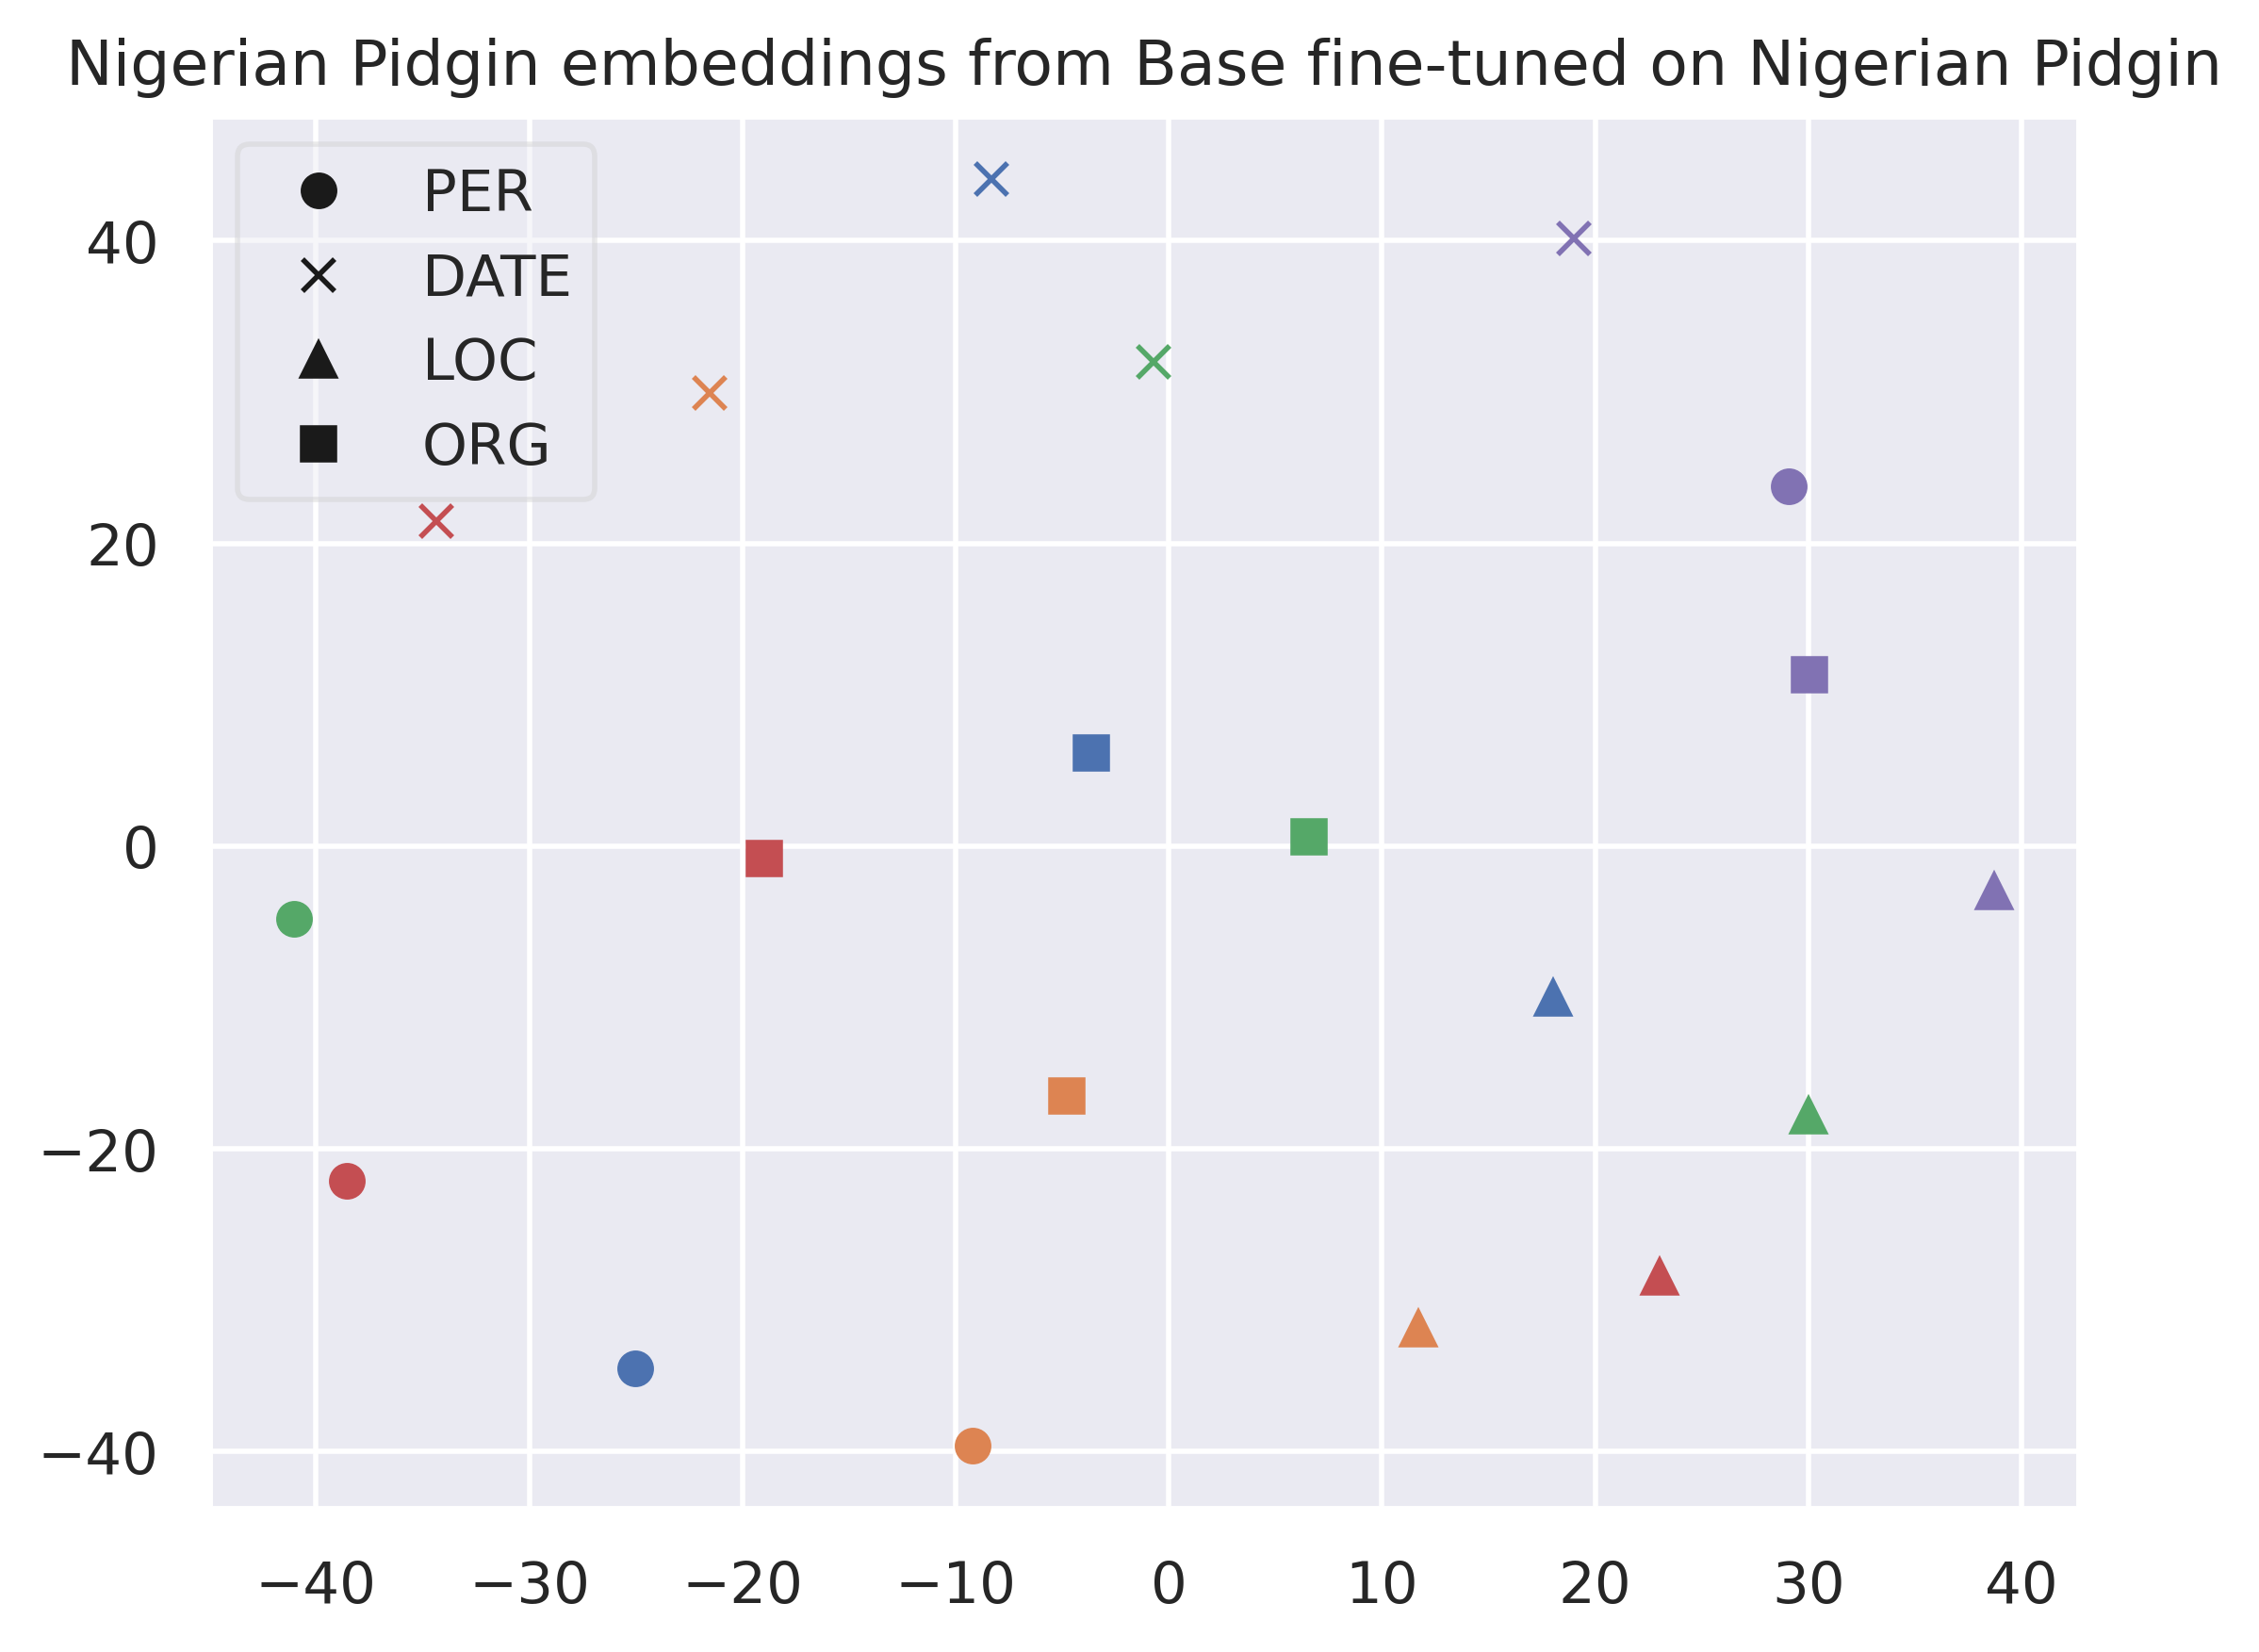 Nigerian Pidgin embeddings from Base fine-tuned on Nigerian Pidgin
PER
DATE
LOC
ORG
40
20
0
−20
−40
−40 −30 −20 −10 0 10 20 30 40